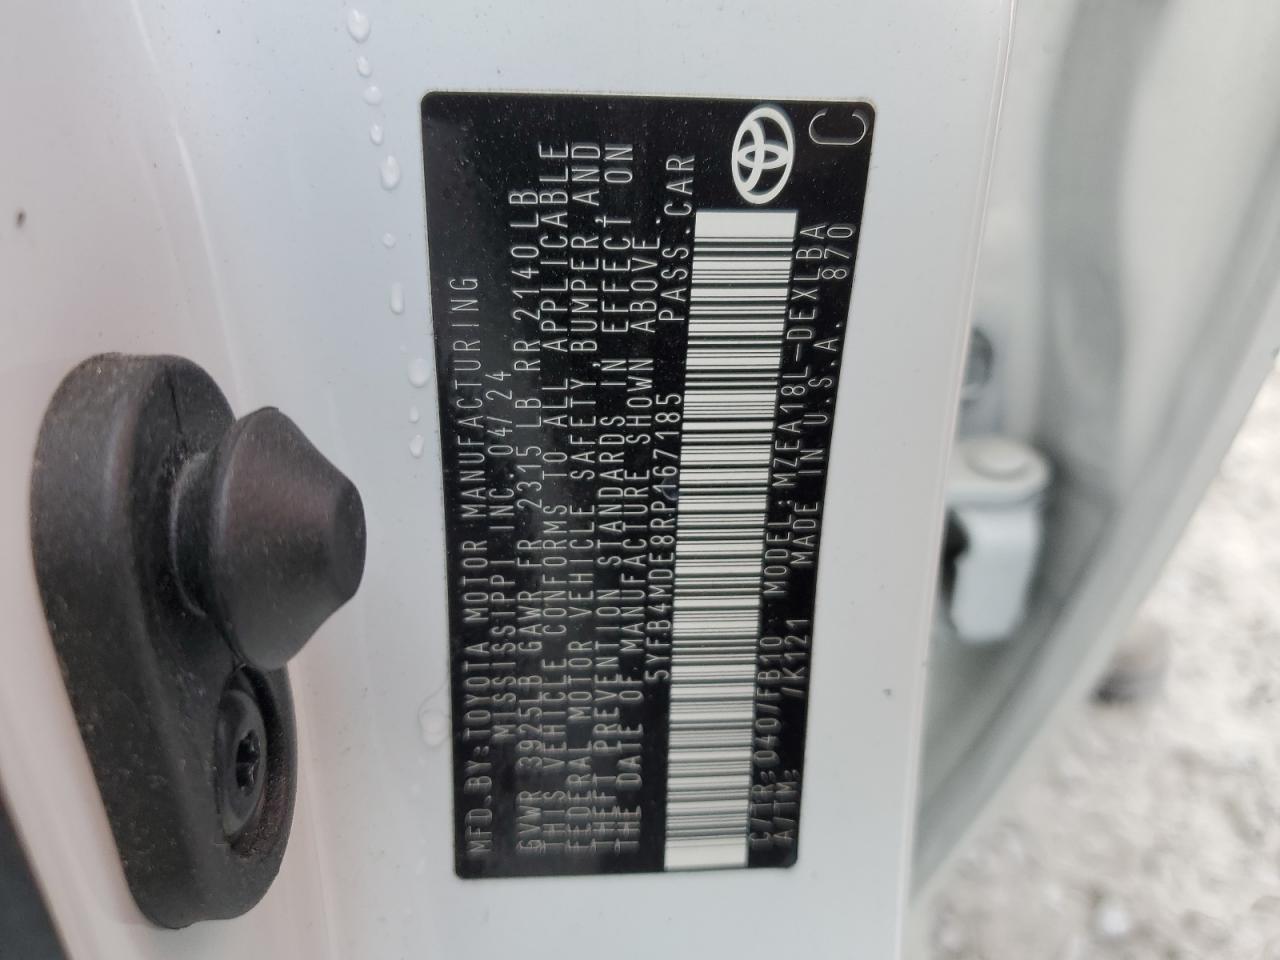 MFD.BY:TOYOTA MOTOR MANUFACTURING
MISSISSIPPI INC. 04/24
GVWR 3925LB GAWR FR 2315 LB RR 2140LB
THIS VEHICLE CONFORMS TO ALL APPLICABLE
FEDERAL MOTOR VEHICLE SAFETY, BUMPER, AND
THEFT PREVENTION STANDARDS IN EFFECT ON
THE DATE OF MANUFACTURE SHOWN ABOVE.
5YFB4MDE8RP167185 PASS.CAR
C/TR: 040/FB10 MODEL: MZEA18L-DEXLBA
A/TM: /K121 MADE IN U.S.A. 870
C